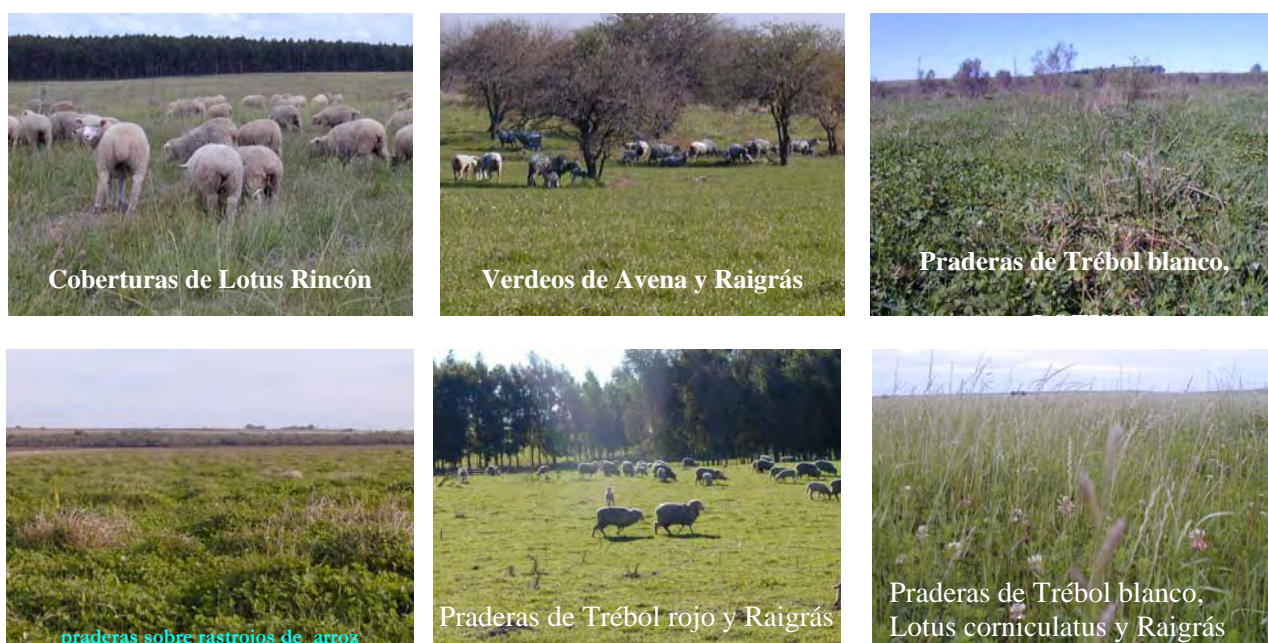 Coberturas de Lotus Rincón
Verdeos de Avena y Raigrás
Praderas de Trébol blanco,
praderas sobre rastrojos de arroz
Praderas de Trébol rojo y Raigrás
Praderas de Trébol blanco,
Lotus corniculatus y Raigrás